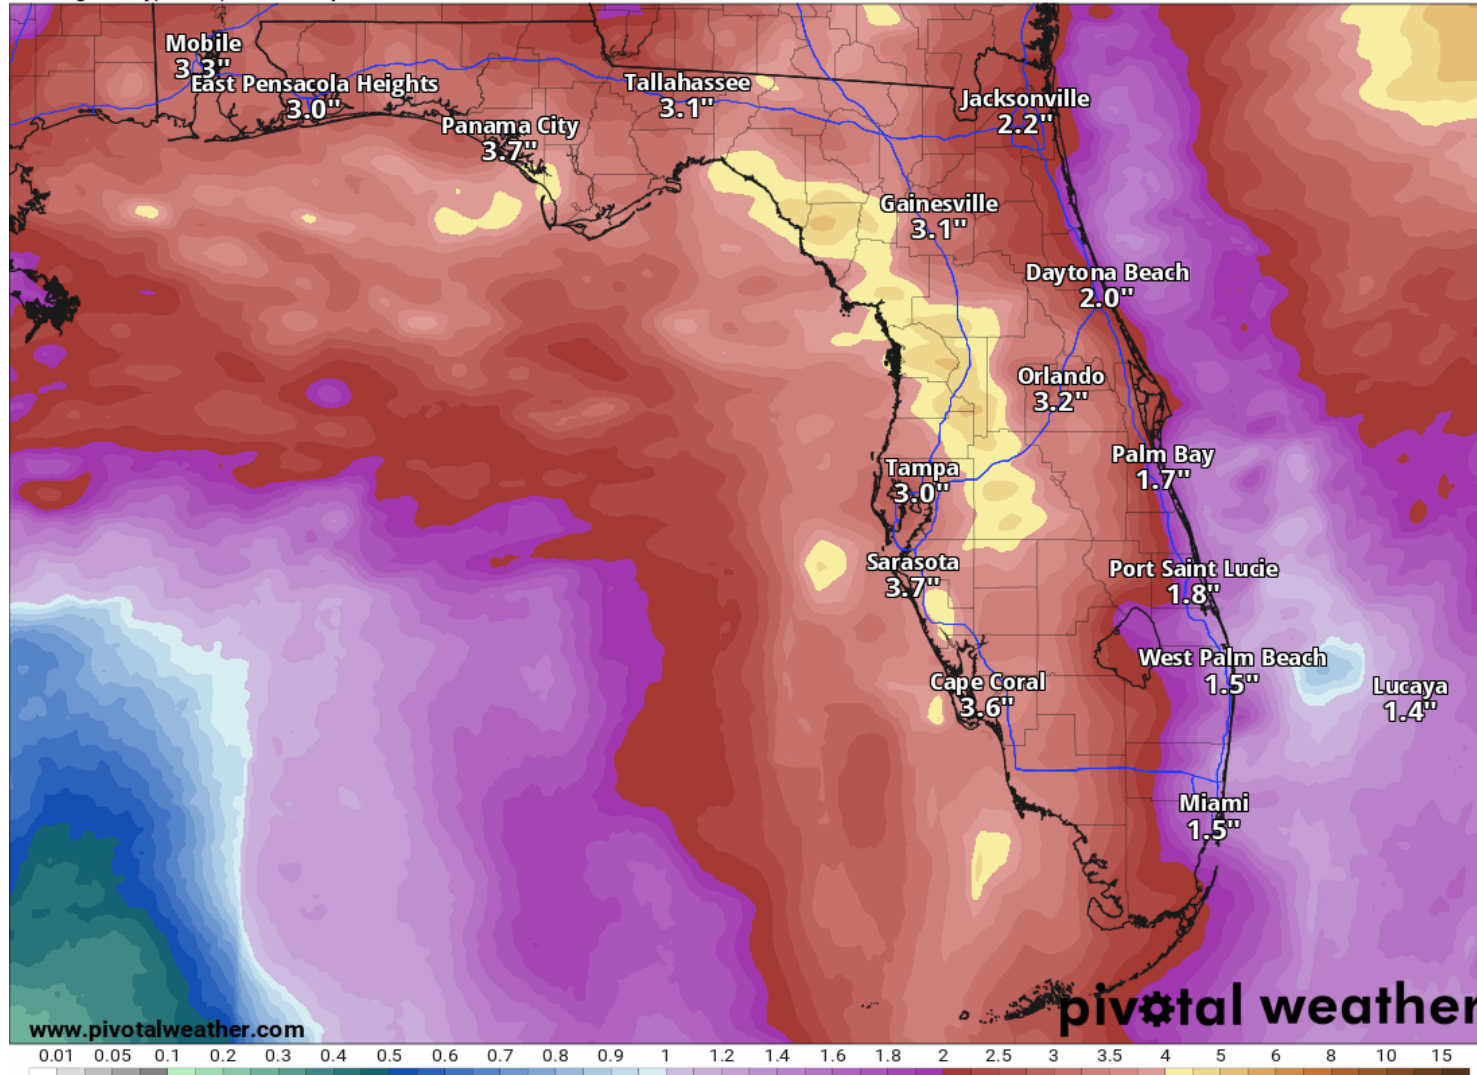 Mobile
3.3"
East Pensacola Heights
3.0"
Tallahassee
3.1"
Jacksonville
2.2"
Panama City
3.7"
Gainesville
3.1"
Daytona Beach
2.0"
Orlando
3.2"
Palm Bay
1.7"
Tampa
3.0"
Sarasota
3.7"
Port Saint Lucie
1.8"
West Palm Beach
1.5"
Cape Coral
3.6"
Lucaya
1.4"
Miami
1.5"
pivotal weather
www.pivotalweather.com
0.01 0.05 0.1 0.2 0.3 0.4 0.5 0.6 0.7 0.8 0.9 1 1.2 1.4 1.6 1.8 2 2.5 3 3.5 4 5 6 8 10 15